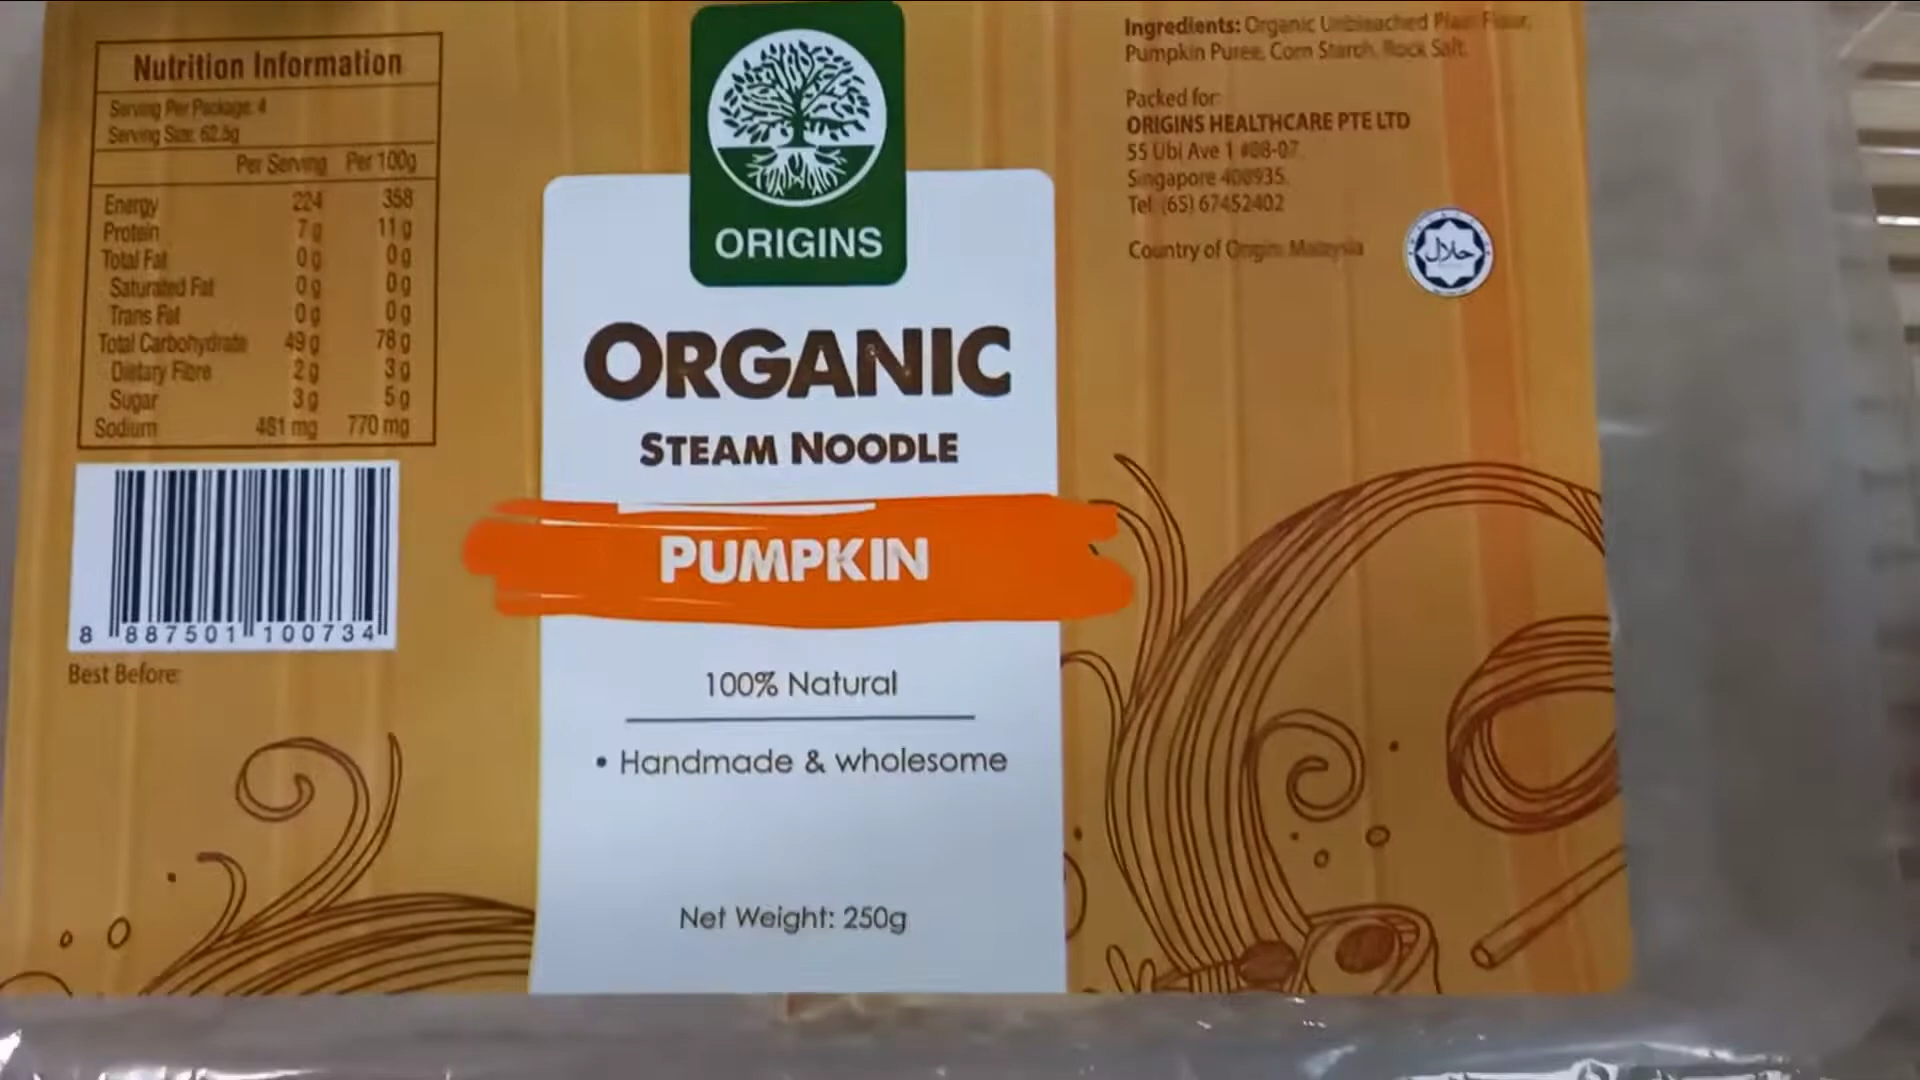 Nutrition Information
Serving Per Package: 4
Serving Size: 62.5g
Per Serving Per 100g
Energy 224 358
Protein 7 g 11 g
Total Fat 0 g 0 g
Saturated Fat 0 g 0 g
Trans Fat 0 g 0 g
Total Carbohydrate 49 g 78 g
Dietary Fibre 2 g 3 g
Sugar 3 g 5 g
Sodium 481 mg 770 mg
8 887501 100734
Best Before:
ORIGINS
ORGANIC
STEAM NOODLE
PUMPKIN
100% Natural
• Handmade & wholesome
Net Weight: 250g
Ingredients: Organic Unbleached Plain Flour,
Pumpkin Puree, Corn Starch, Rock Salt.
Packed for:
ORIGINS HEALTHCARE PTE LTD
55 Ubi Ave 1 #08-07
Singapore 408935.
Tel: (65) 67452402
Country of Origin: Malaysia
حلال